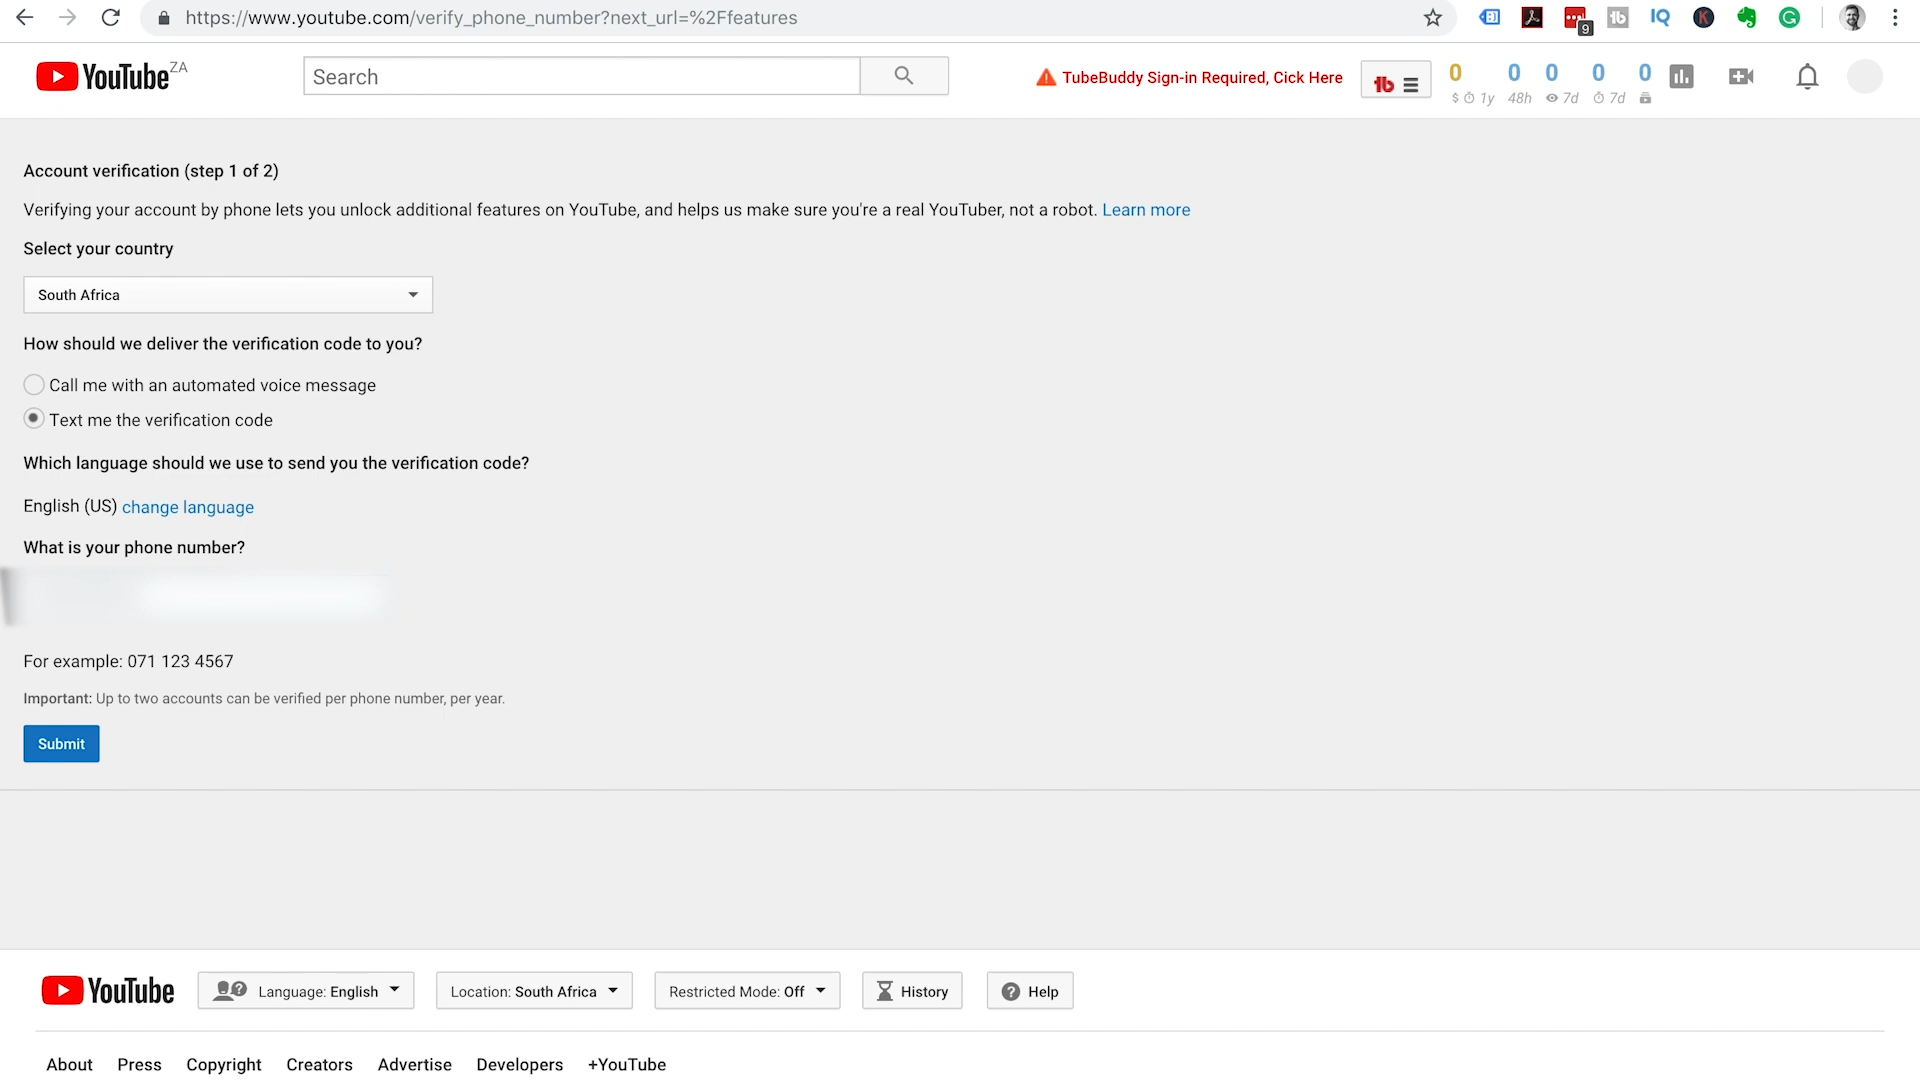 https://www.youtube.com/verify_phone_number?next_url=%2Ffeatures
9
YouTube ZA
Search
TubeBuddy Sign-in Required, Cick Here
0 0 0 0 0
$ 1y 48h 7d 7d
Account verification (step 1 of 2)
Verifying your account by phone lets you unlock additional features on YouTube, and helps us make sure you're a real YouTuber, not a robot. Learn more
Select your country
South Africa
How should we deliver the verification code to you?
Call me with an automated voice message
Text me the verification code
Which language should we use to send you the verification code?
English (US) change language
What is your phone number?
For example: 071 123 4567
Important: Up to two accounts can be verified per phone number, per year.
Submit
YouTube Language: English Location: South Africa Restricted Mode: Off History Help
About Press Copyright Creators Advertise Developers +YouTube